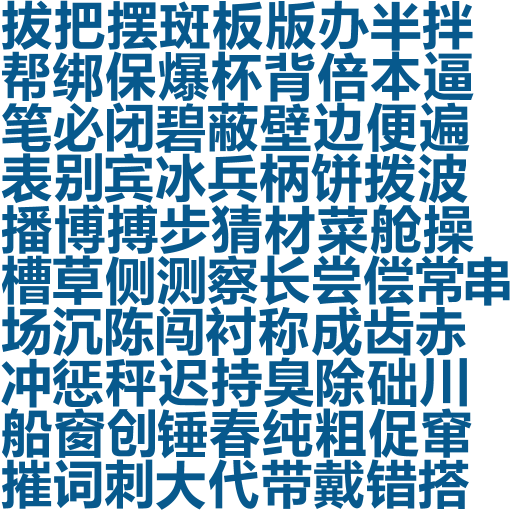 拔把摆斑板版办半拌
帮绑保爆杯背倍本逼
笔必闭碧蔽壁边便遍
表别宾冰兵柄饼拨波
播博搏步猜材菜舱操
槽草侧测察长尝偿常串
场沉陈闯衬称成齿赤
冲惩秤迟持臭除础川
船窗创锤春纯粗促窜
摧词刺大代带戴错搭